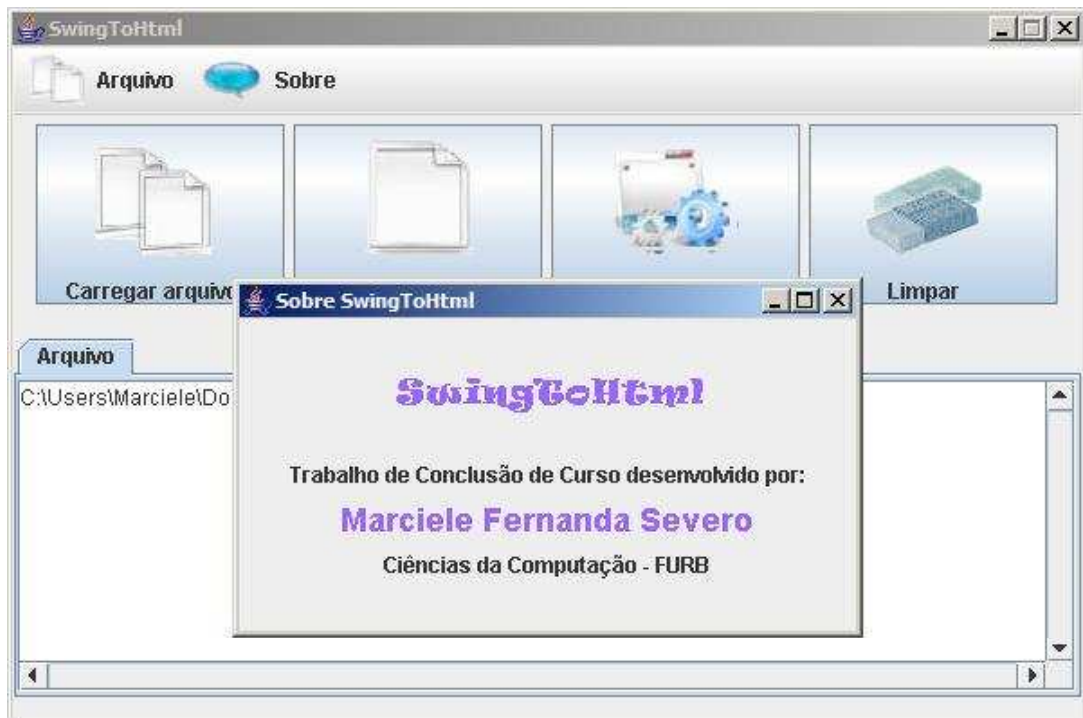 SwingToHtml
Arquivo
Sobre
Carregar arquivo
Limpar
Sobre SwingToHtml
Arquivo
C:\Users\Marciele\Do
SwingToHtml
Trabalho de Conclusão de Curso desenvolvido por:
Marciele Fernanda Severo
Ciências da Computação - FURB